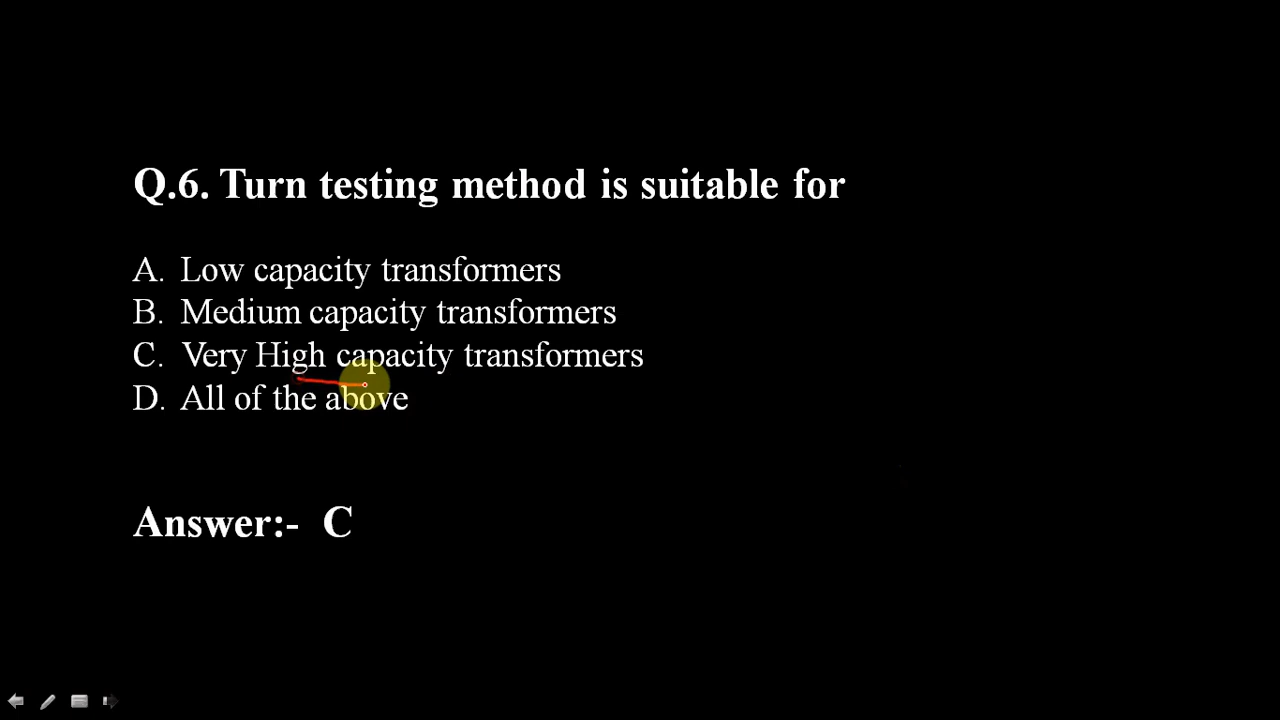 Q.6. Turn testing method is suitable for
A. Low capacity transformers
B. Medium capacity transformers
C. Very High capacity transformers
D. All of the above
Answer:- C